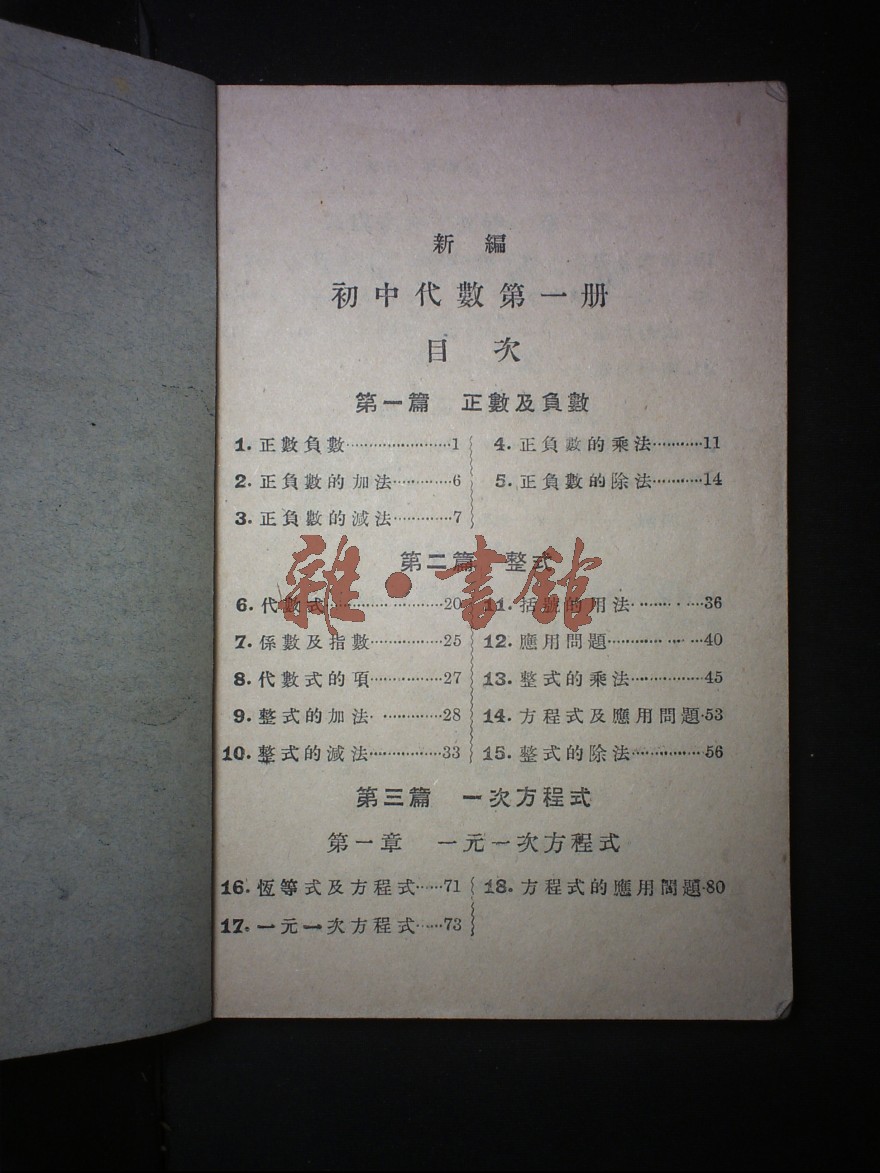 新 編
初中代數第一册
目 次
第一篇 正數及負數
1. 正數負數……………………1
2. 正負數的加法…………6
3. 正負數的減法…………7
4. 正負數的乘法…………11
5. 正負數的除法…………14
第二篇 整式
6. 代數式……………………20
7. 係數及指數……………25
8. 代數式的項……………27
9. 整式的加法……………28
10. 整式的減法……………33
11. 括號的用法……………36
12. 應用問題………………40
13. 整式的乘法……………45
14. 方程式及應用問題·53
15. 整式的除法……………56
第三篇 一次方程式
第一章 一元一次方程式
16. 恆等式及方程式……71
17. 一元一次方程式……73
18. 方程式的應用問題·80
雜·書館